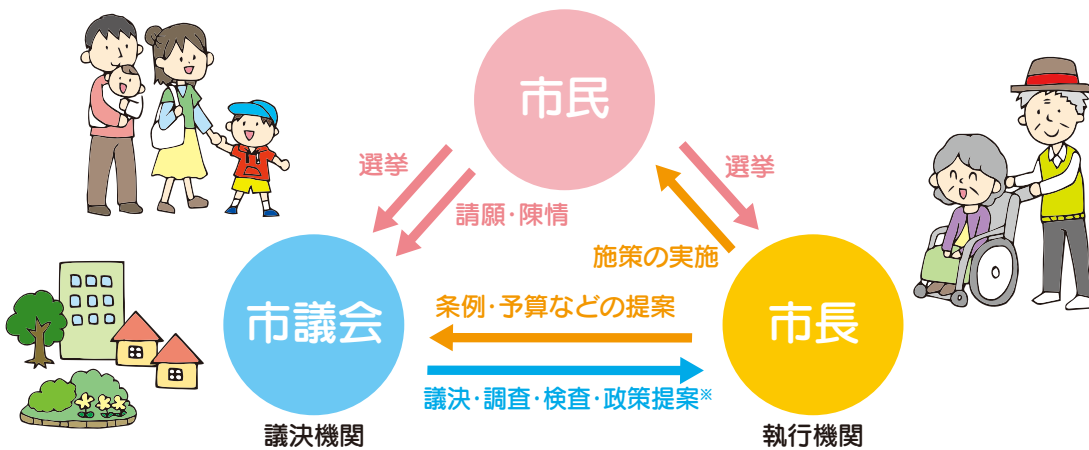 市民
選挙
選挙
請願・陳情
施策の実施
市議会
条例・予算などの提案
市長
議決・調査・検査・政策提案※
議決機関
執行機関